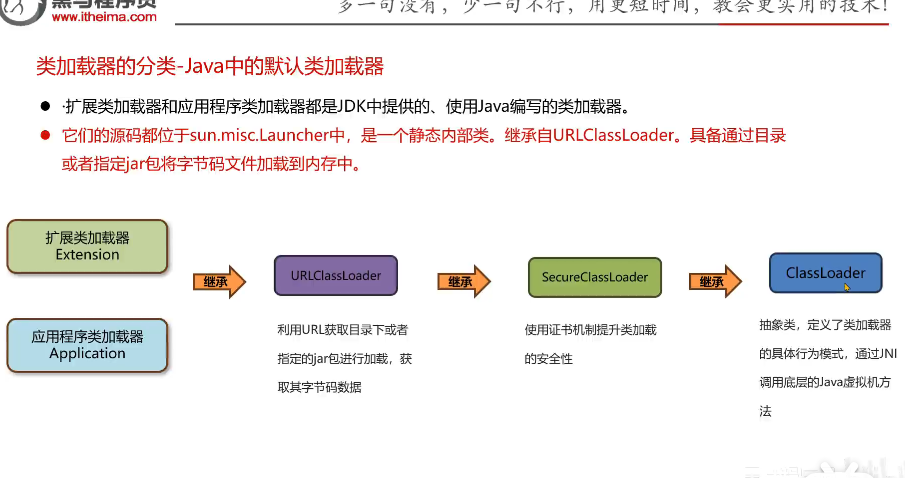 黑马程序员
www.itheima.com
多一句没有，少一句不行，用更短时间，教会更实用的技术！
类加载器的分类-Java中的默认类加载器
● ·扩展类加载器和应用程序类加载器都是JDK中提供的、使用Java编写的类加载器。
● 它们的源码都位于sun.misc.Launcher中，是一个静态内部类。继承自URLClassLoader。具备通过目录
或者指定jar包将字节码文件加载到内存中。
扩展类加载器
Extension
应用程序类加载器
Application
继承
URLClassLoader
利用URL获取目录下或者
指定的jar包进行加载，获
取其字节码数据
继承
SecureClassLoader
使用证书机制提升类加载
的安全性
继承
ClassLoader
抽象类，定义了类加载器
的具体行为模式，通过JNI
调用底层的Java虚拟机方
法